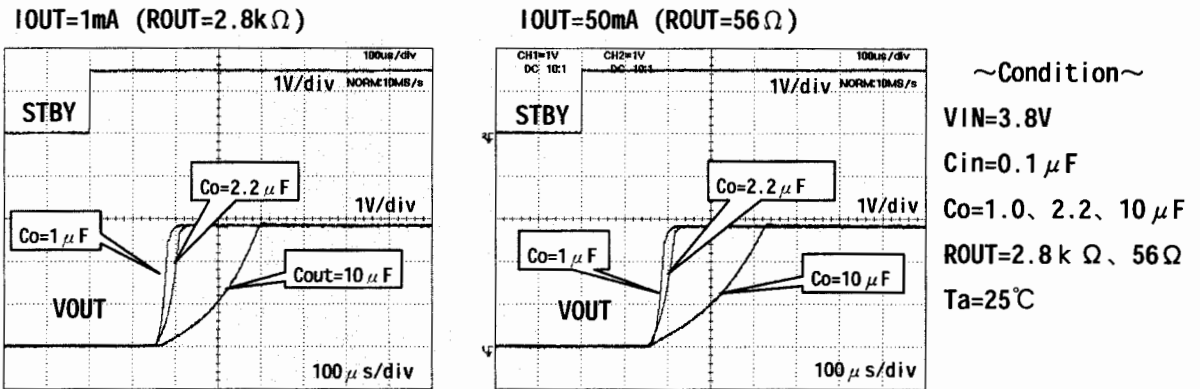 IOUT=1mA (ROUT=2.8kΩ)
100us/div
1V/div NORM:10MS/s
STBY
Co=2.2μF
1V/div
Co=1μF
Cout=10μF
VOUT
100μs/div
IOUT=50mA (ROUT=56Ω)
CH1=1V CH2=1V 100us/div
DC 10:1 DC 10:1
1V/div NORM:10MS/s
STBY
Co=2.2μF
1V/div
Co=1μF
Co=10μF
VOUT
100μs/div
~Condition~
VIN=3.8V
Cin=0.1μF
Co=1.0、2.2、10μF
ROUT=2.8kΩ、56Ω
Ta=25℃